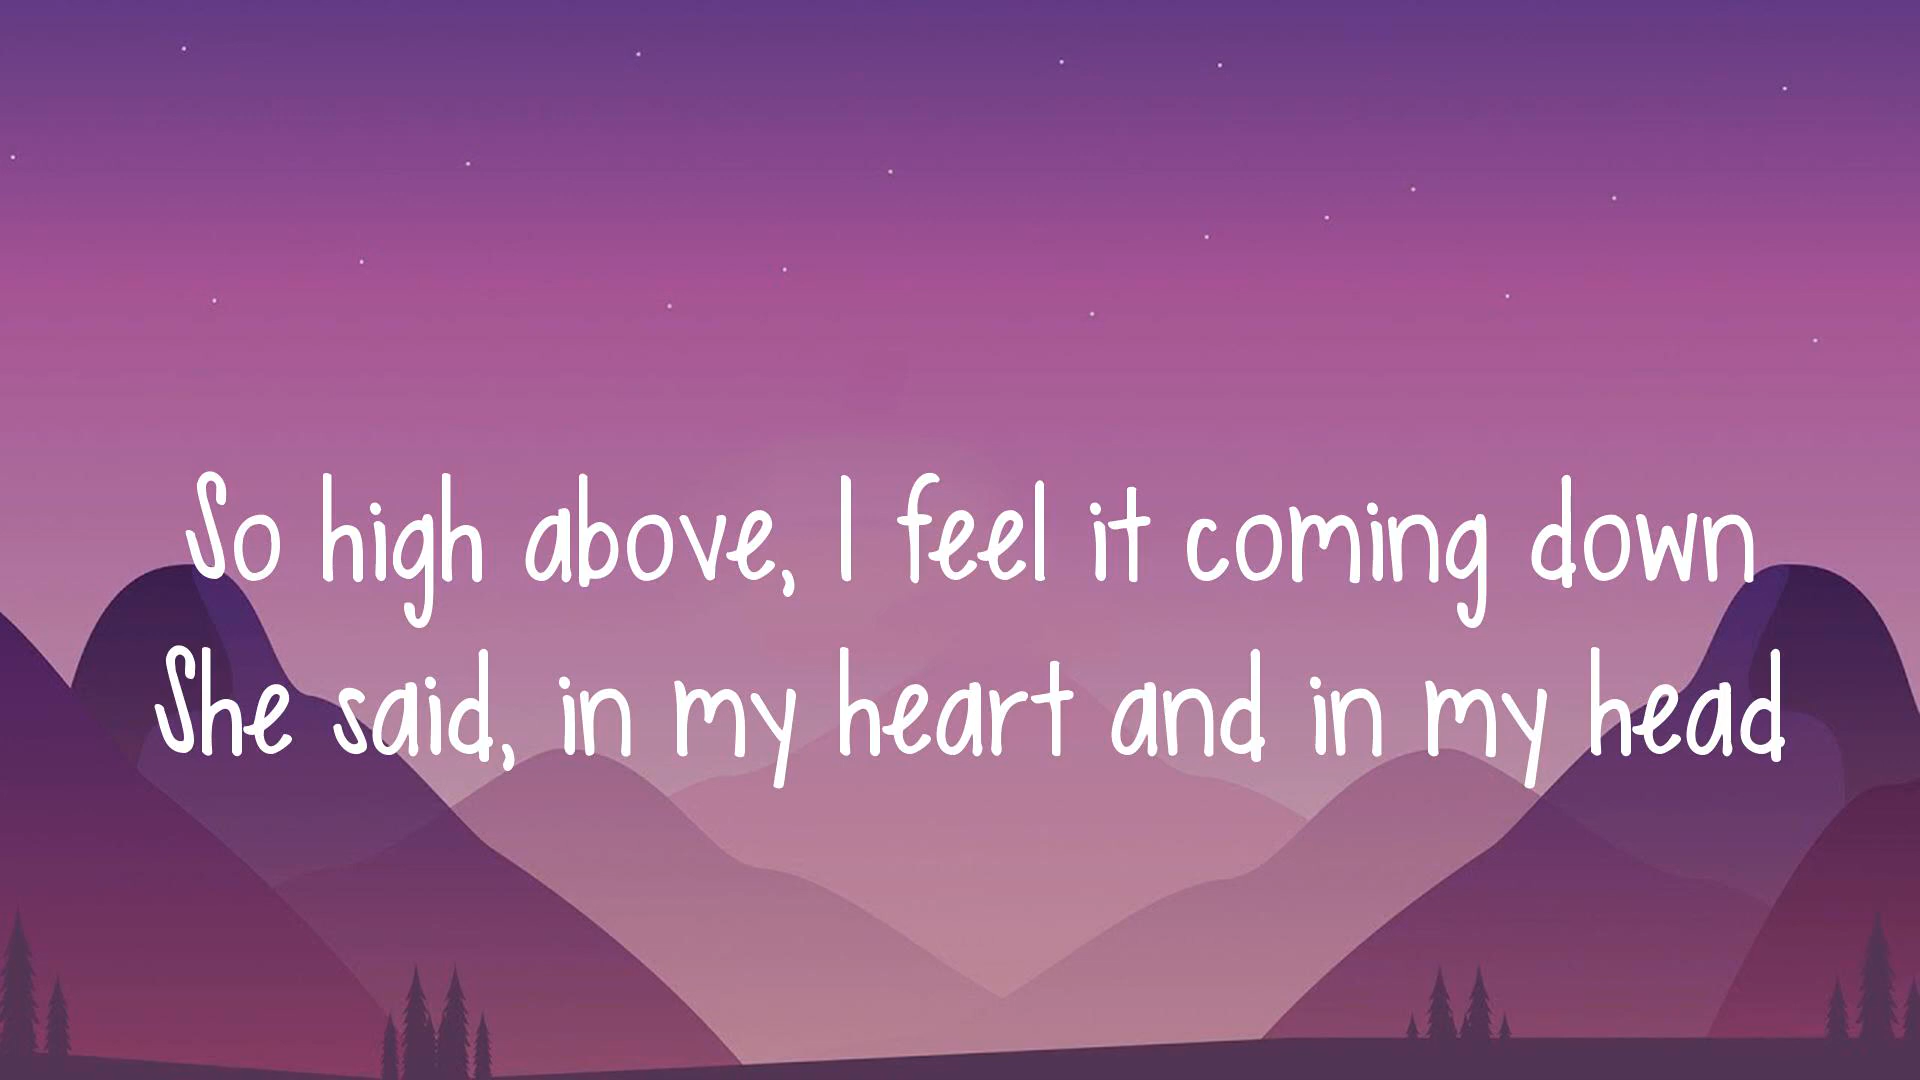 So high above, I feel it coming down
She said, in my heart and in my head